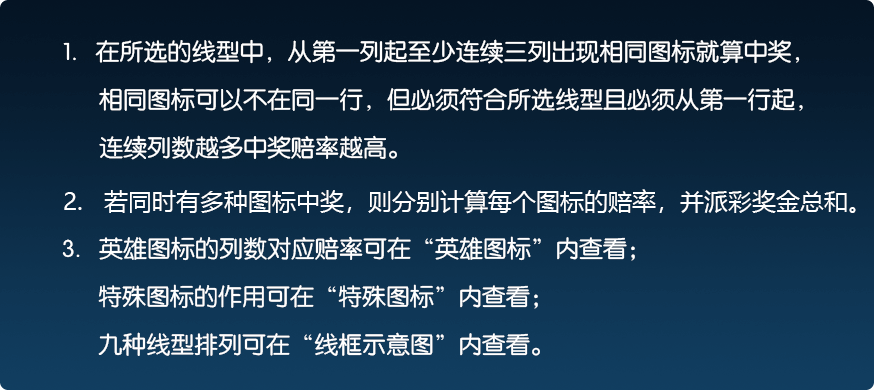 1. 在所选的线型中，从第一列起至少连续三列出现相同图标就算中奖，
相同图标可以不在同一行，但必须符合所选线型且必须从第一行起，
连续列数越多中奖赔率越高。
2. 若同时有多种图标中奖，则分别计算每个图标的赔率，并派彩奖金总和。
3. 英雄图标的列数对应赔率可在“英雄图标”内查看；
特殊图标的作用可在“特殊图标”内查看；
九种线型排列可在“线框示意图”内查看。